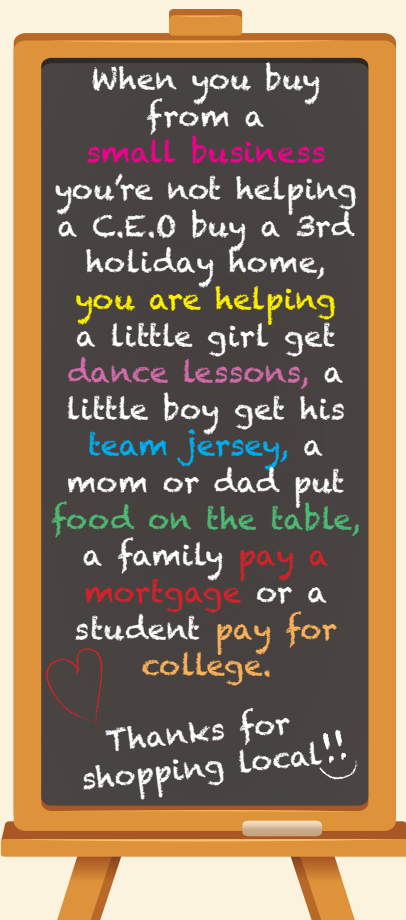 When you buy
from a
small business
you're not helping
a C.E.O buy a 3rd
holiday home,
you are helping
a little girl get
dance lessons, a
little boy get his
team jersey, a
mom or dad put
food on the table,
a family pay a
mortgage or a
student pay for
college.
Thanks for
shopping local!!